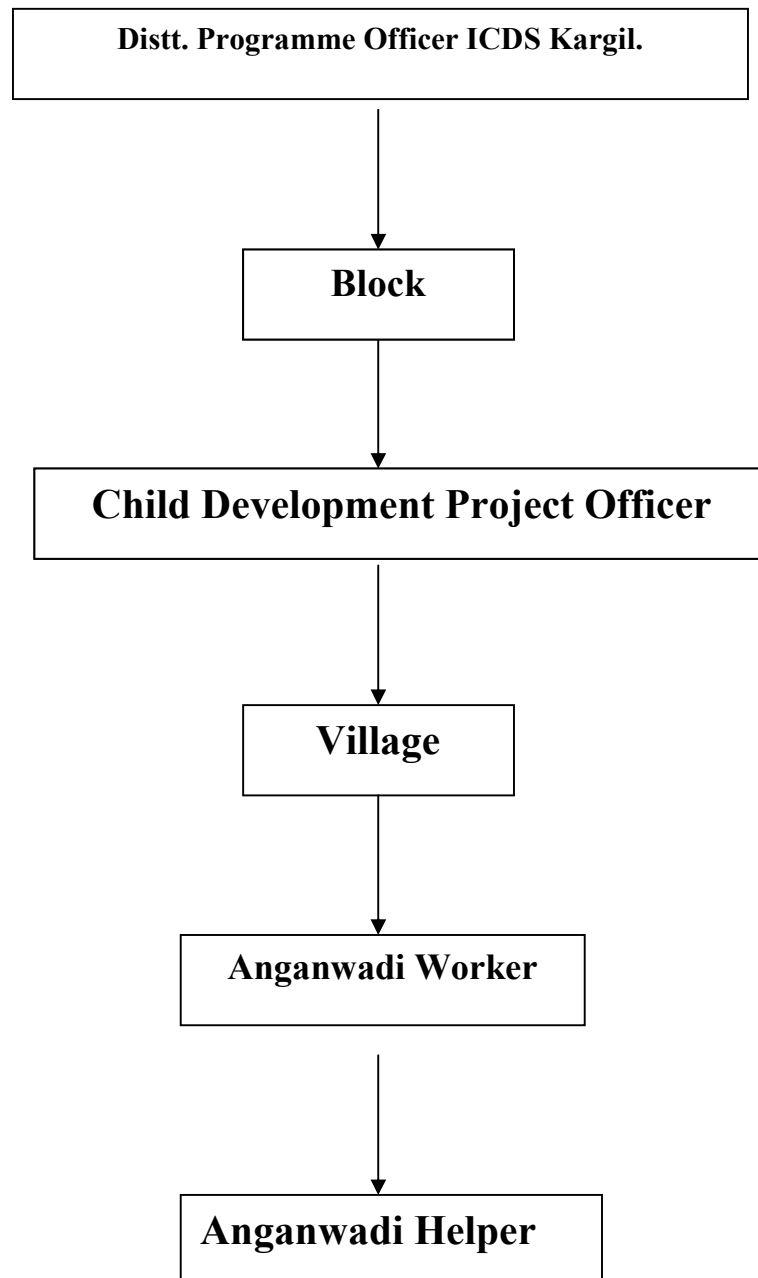 Distt. Programme Officer ICDS Kargil.
Block
Child Development Project Officer
Village
Anganwadi Worker
Anganwadi Helper